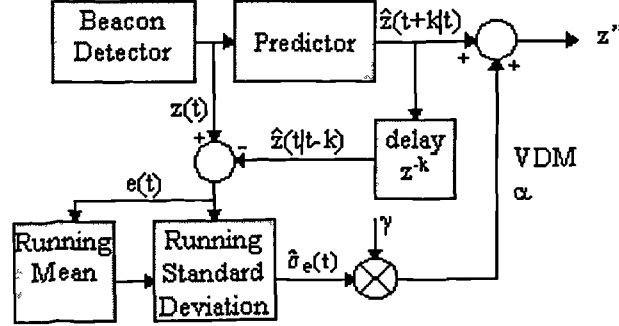 Beacon
Detector
Predictor
ẑ(t+k|t)
z"
+
+
z(t)
+
-
ẑ(t|t-k)
delay
z^-k
VDM
α
e(t)
γ
Running
Mean
Running
Standard
Deviation
σ̂e(t)